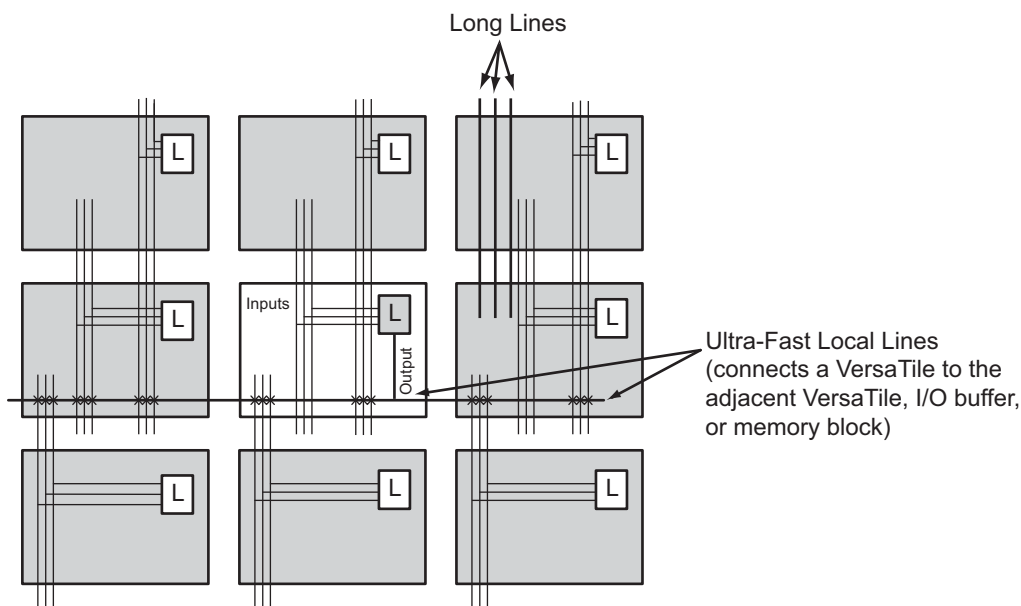 Long Lines
L
L
L
L
Inputs
L
L
Output
Ultra-Fast Local Lines
(connects a VersaTile to the
adjacent VersaTile, I/O buffer,
or memory block)
L
L
L